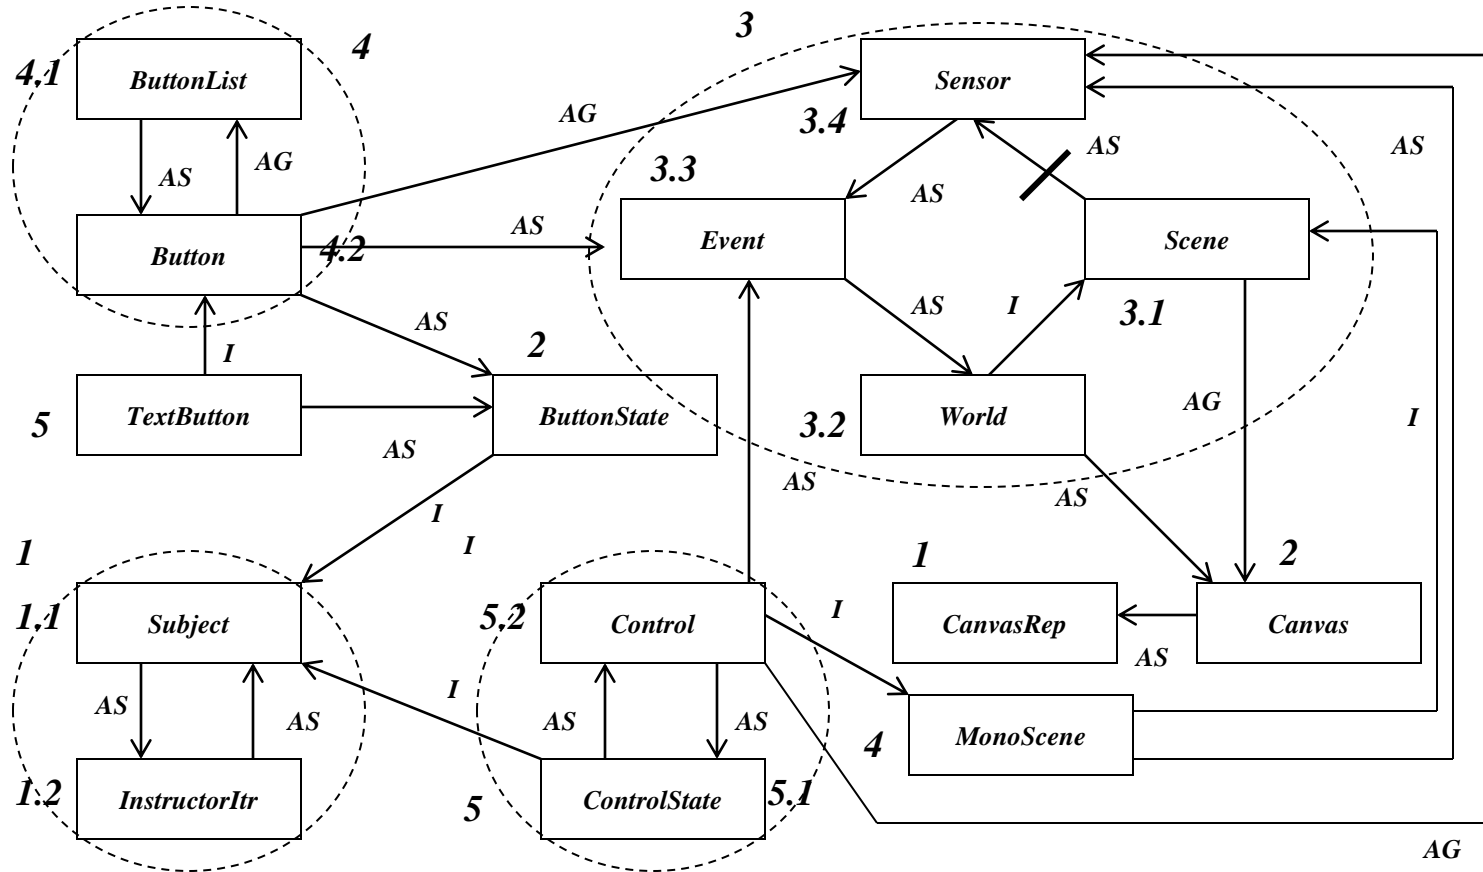 3
4
4.1
ButtonList
Sensor
AG
3.4
AS
AS
AS
AG
3.3
AS
AS
Button
4.2
Event
Scene
AS
AS
I
3.1
AS
2
I
5
TextButton
ButtonState
3.2
World
AG
I
AS
AS
AS
I
I
1
1
2
1.1
Subject
5.2
Control
I
CanvasRep
Canvas
AS
I
AS
AS
AS
AS
4
MonoScene
1.2
InstructorItr
5
ControlState
5.1
AG